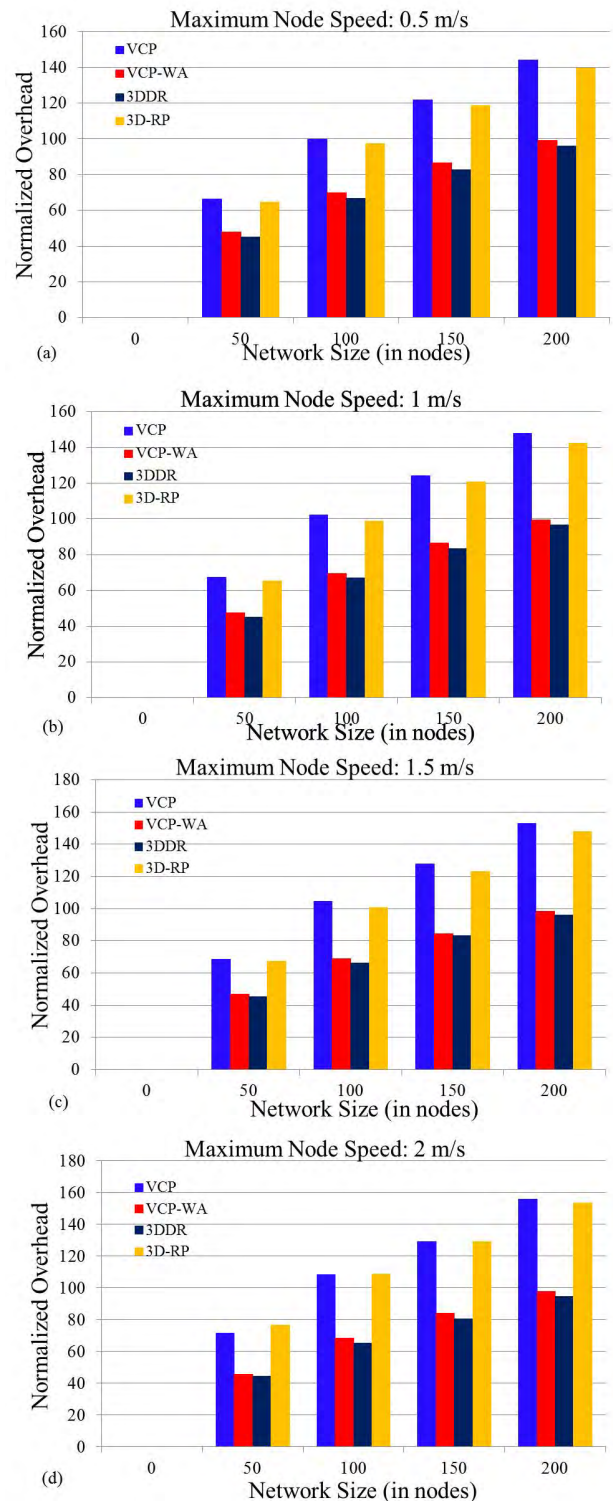 Maximum Node Speed: 0.5 m/s
160
140
120
100
80
60
40
20
0
Normalized Overhead
VCP
VCP-WA
3DDR
3D-RP
0 50 100 150 200
(a) Network Size (in nodes)
Maximum Node Speed: 1 m/s
160
140
120
100
80
60
40
20
0
Normalized Overhead
VCP
VCP-WA
3DDR
3D-RP
0 50 100 150 200
(b) Network Size (in nodes)
Maximum Node Speed: 1.5 m/s
180
160
140
120
100
80
60
40
20
0
Normalized Overhead
VCP
VCP-WA
3DDR
3D-RP
0 50 100 150 200
(c) Network Size (in nodes)
Maximum Node Speed: 2 m/s
180
160
140
120
100
80
60
40
20
0
Normalized Overhead
VCP
VCP-WA
3DDR
3D-RP
0 50 100 150 200
(d) Network Size (in nodes)